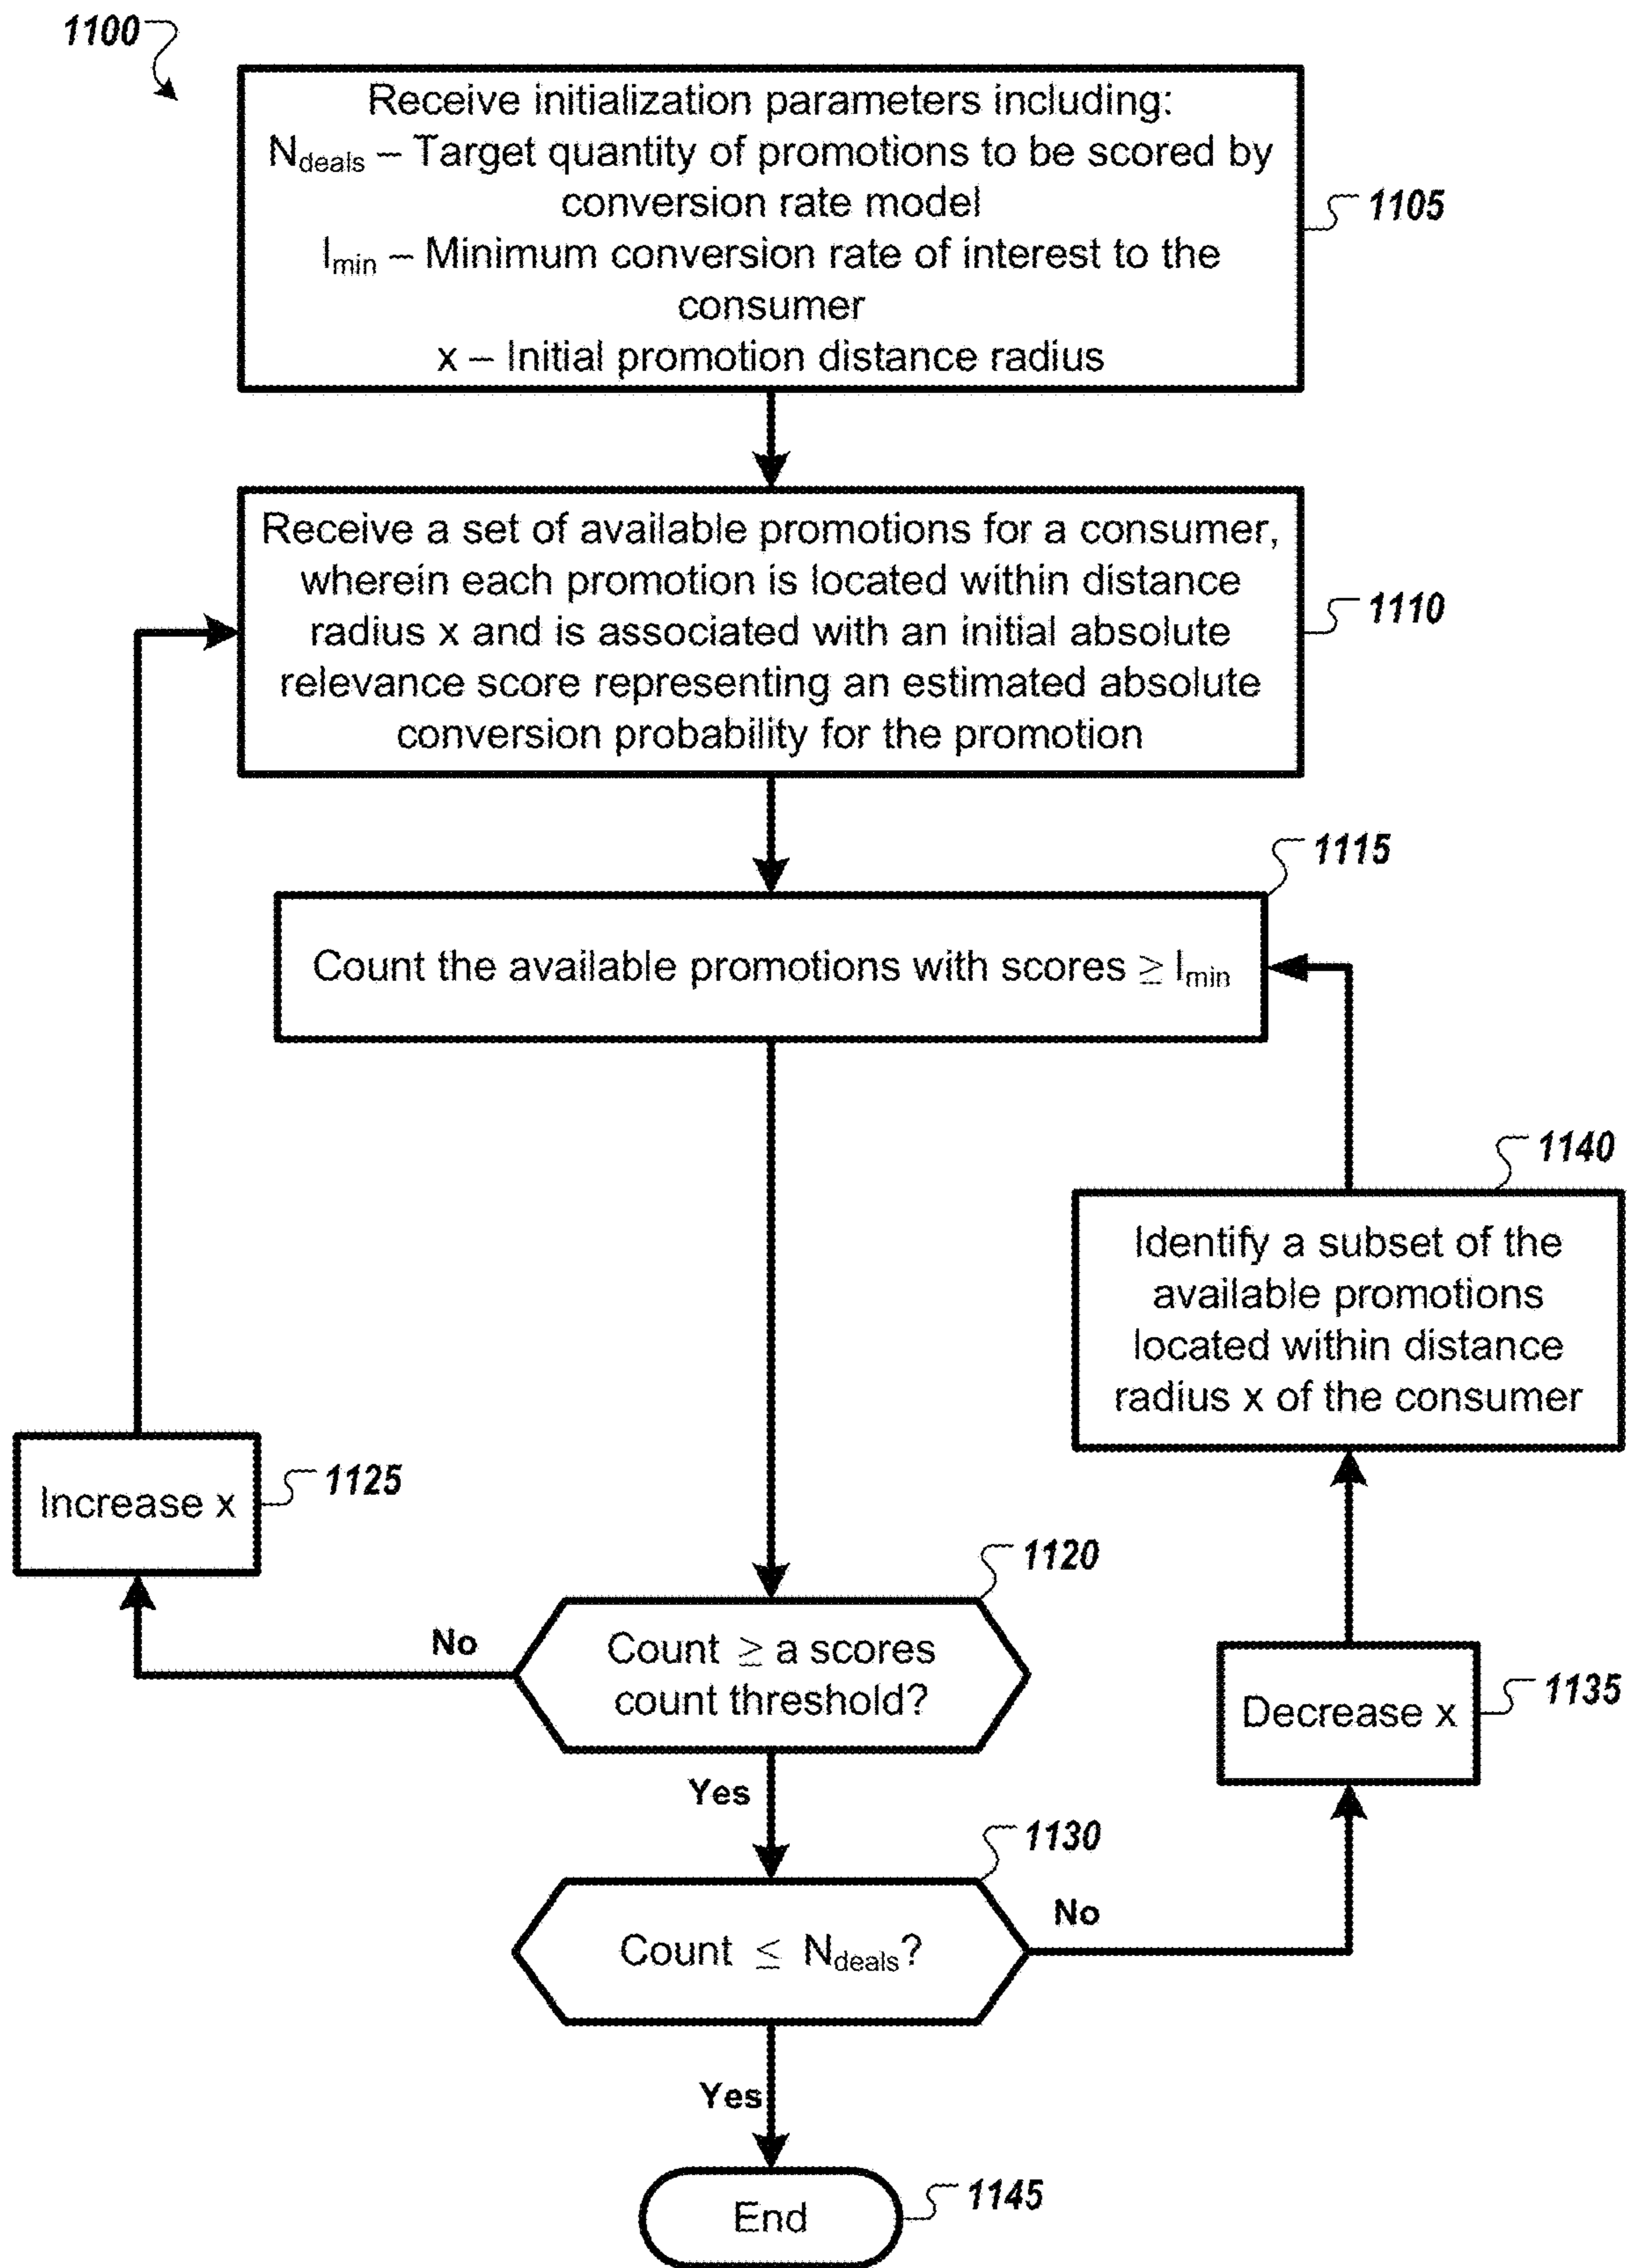 1100
Receive initialization parameters including:
N_deals – Target quantity of promotions to be scored by
conversion rate model
I_min – Minimum conversion rate of interest to the
consumer
x – Initial promotion distance radius
1105
Receive a set of available promotions for a consumer,
wherein each promotion is located within distance
radius x and is associated with an initial absolute
relevance score representing an estimated absolute
conversion probability for the promotion
1110
1115
Count the available promotions with scores ≥ I_min
1140
Identify a subset of the
available promotions
located within distance
radius x of the consumer
Increase x
1125
1120
Count ≥ a scores
count threshold?
No
Decrease x
1135
Yes
1130
Count ≤ N_deals?
No
Yes
End
1145